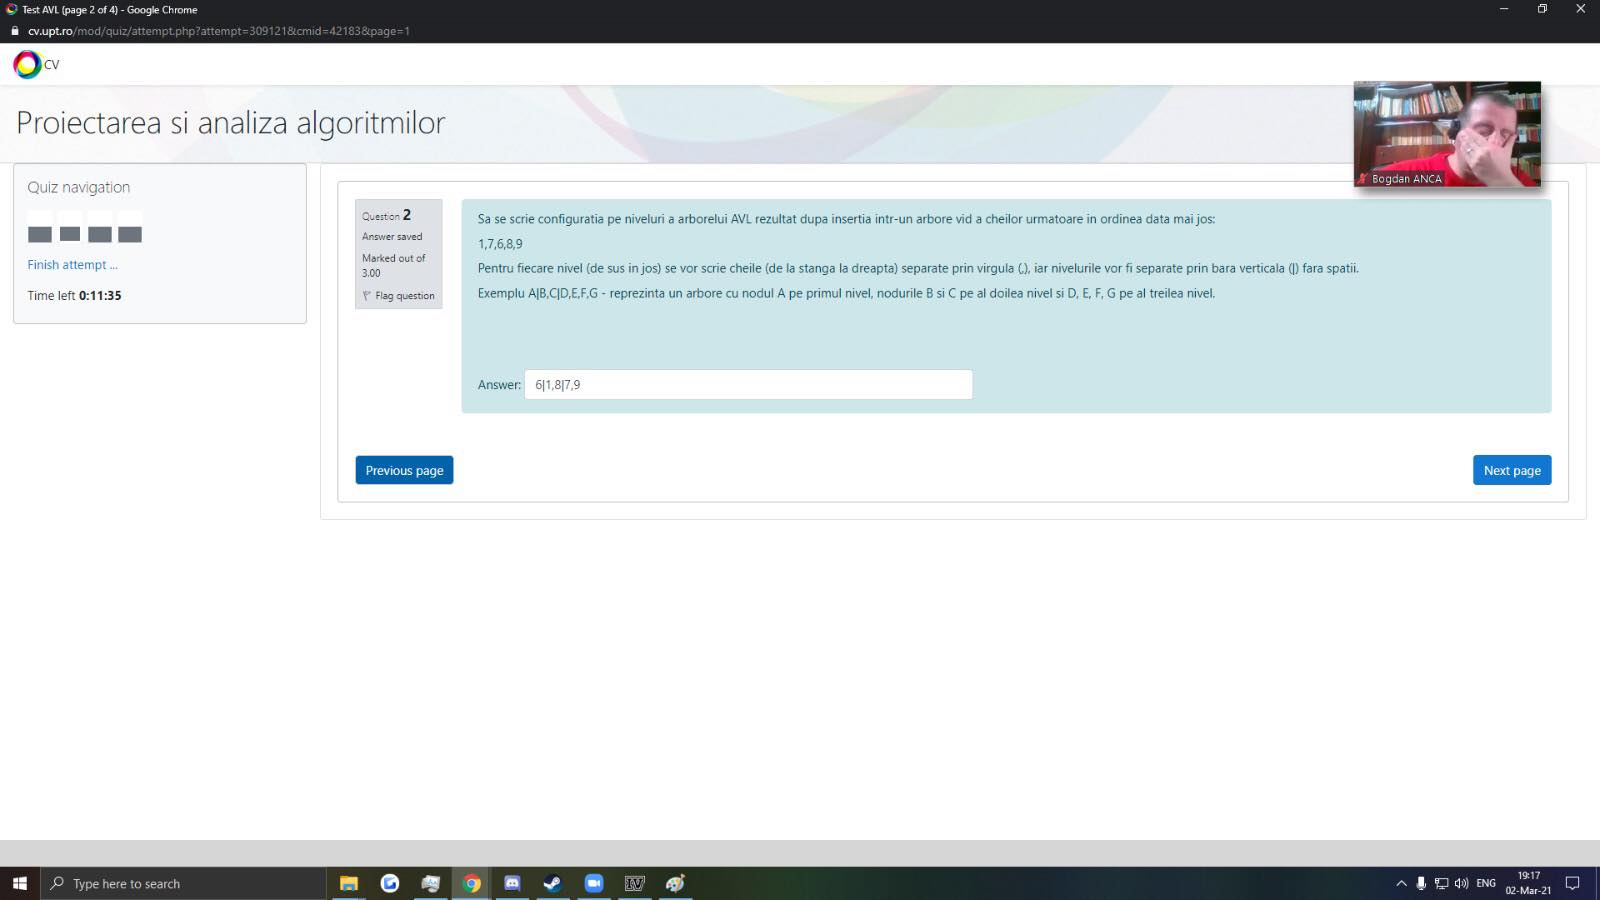 Test AVL (page 2 of 4) - Google Chrome
cv.upt.ro/mod/quiz/attempt.php?attempt=309121&cmid=42183&page=1
CV
Proiectarea si analiza algoritmilor
Bogdan ANCA
Quiz navigation
Finish attempt ...
Time left 0:11:35
Question 2
Answer saved
Marked out of
3.00
Flag question
Sa se scrie configuratia pe niveluri a arborelui AVL rezultat dupa insertia intr-un arbore vid a cheilor urmatoare in ordinea data mai jos:
1,7,6,8,9
Pentru fiecare nivel (de sus in jos) se vor scrie cheile (de la stanga la dreapta) separate prin virgula (,), iar nivelurile vor fi separate prin bara verticala (|) fara spatii.
Exemplu A|B,C|D,E,F,G - reprezinta un arbore cu nodul A pe primul nivel, nodurile B si C pe al doilea nivel si D, E, F, G pe al treilea nivel.
Answer: 6|1,8|7,9
Previous page
Next page
Type here to search
IV
ENG
19:17
02-Mar-21